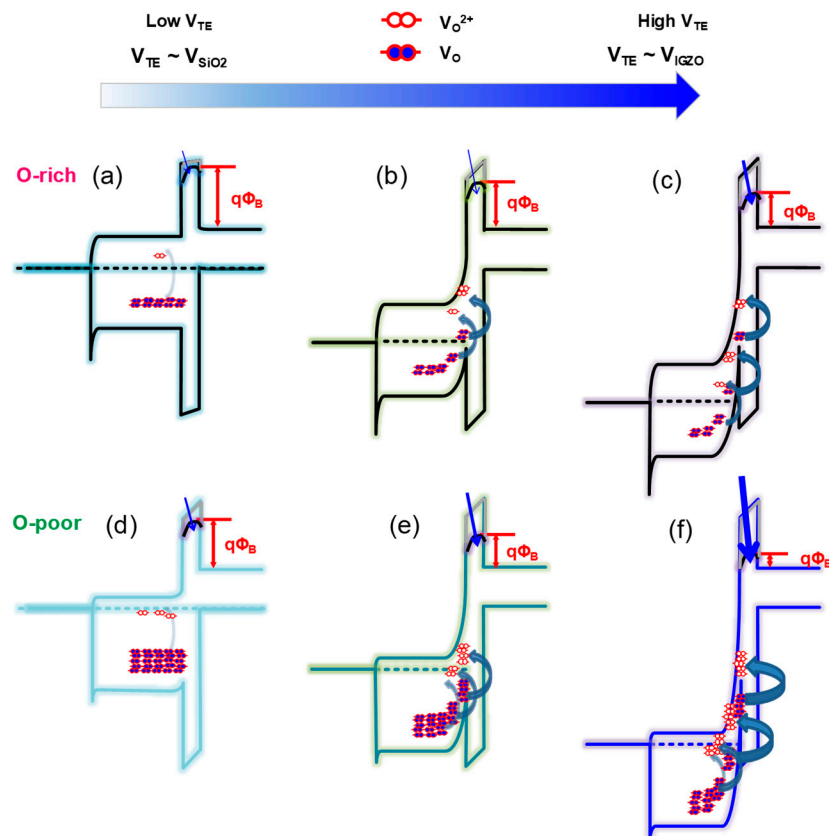 Low V_TE
V_TE ~ V_SiO2
V_O^2+
V_O
High V_TE
V_TE ~ V_IGZO
O-rich
(a)
qΦ_B
(b)
qΦ_B
(c)
qΦ_B
O-poor
(d)
qΦ_B
(e)
qΦ_B
(f)
qΦ_B